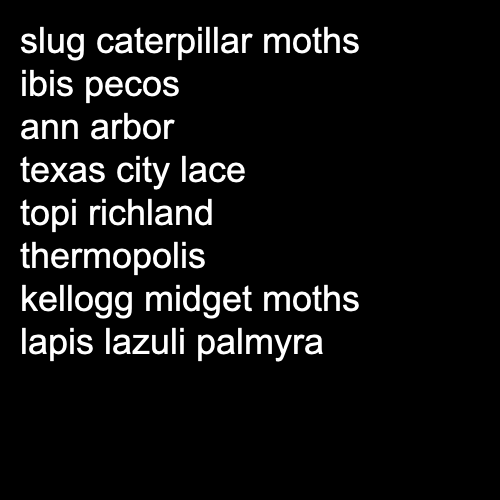 slug caterpillar moths
ibis pecos
ann arbor
texas city lace
topi richland
thermopolis
kellogg midget moths
lapis lazuli palmyra